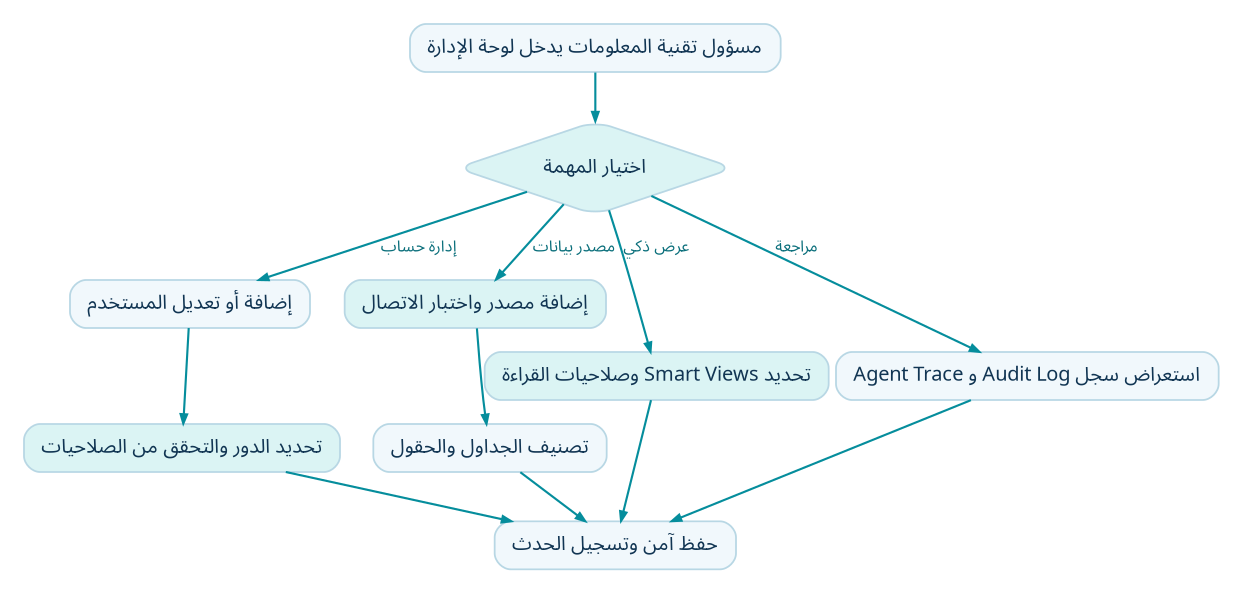 مسؤول تقنية المعلومات يدخل لوحة الإدارة
اختيار المهمة
إدارة حساب
مصدر بيانات
عرض ذكي
مراجعة
إضافة أو تعديل المستخدم
إضافة مصدر واختبار الاتصال
تحديد Smart Views وصلاحيات القراءة
استعراض سجل Audit Log و Agent Trace
تحديد الدور والتحقق من الصلاحيات
تصنيف الجداول والحقول
حفظ آمن وتسجيل الحدث